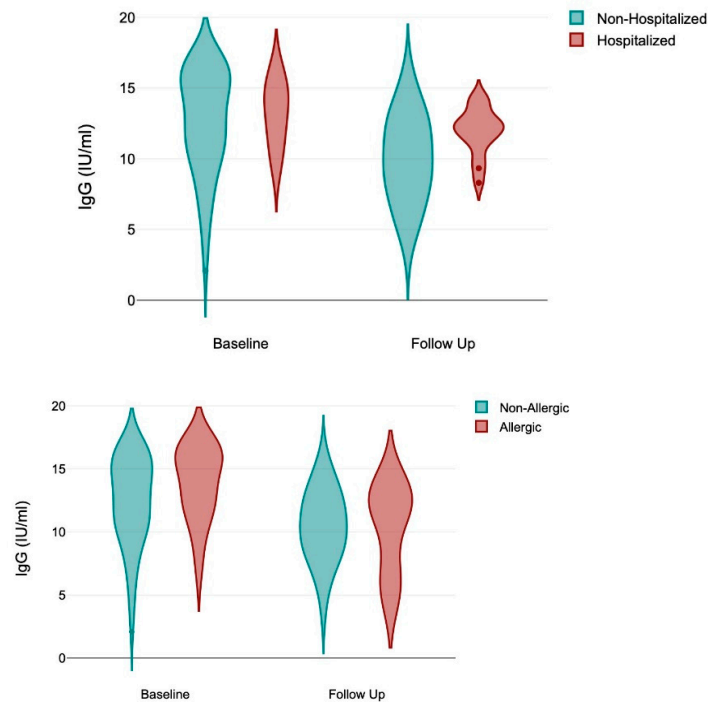 20
15
10
5
0
IgG (IU/ml)
Baseline
Follow Up
Non-Hospitalized
Hospitalized
20
15
10
5
0
IgG (IU/ml)
Baseline
Follow Up
Non-Allergic
Allergic